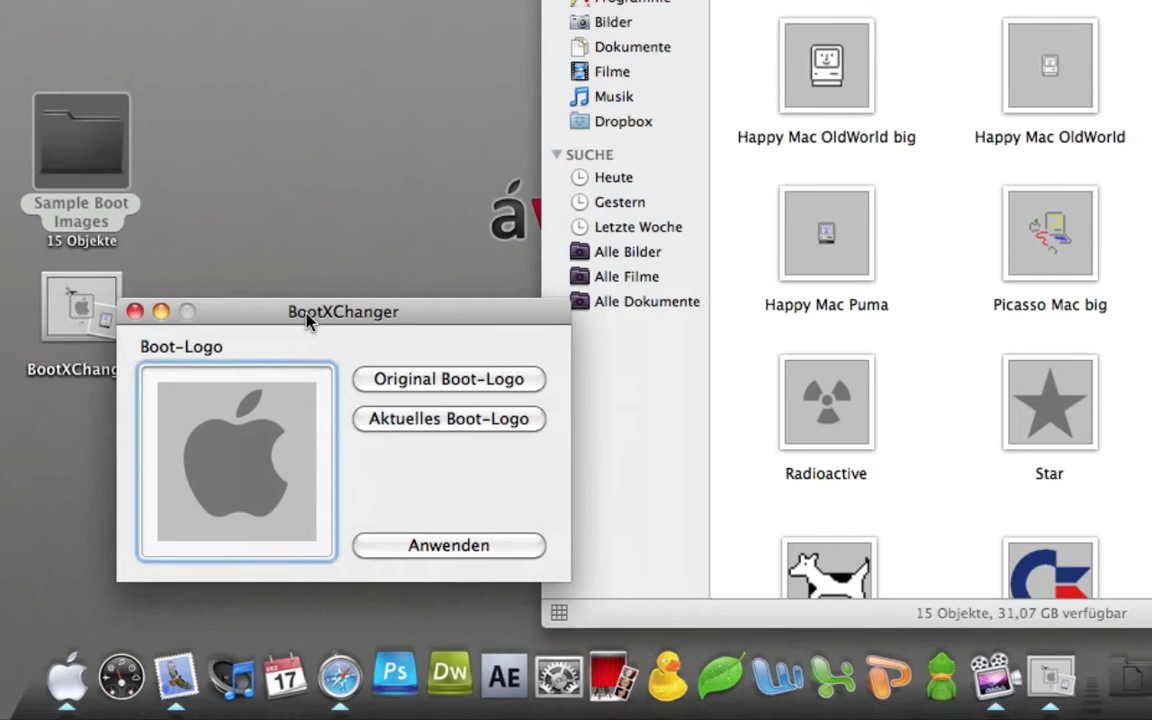 Bilder
Dokumente
Filme
Musik
Dropbox
SUCHE
Heute
Gestern
Letzte Woche
Alle Bilder
Alle Filme
Alle Dokumente
Happy Mac OldWorld big
Happy Mac OldWorld
Happy Mac Puma
Picasso Mac big
Radioactive
Star
15 Objekte, 31,07 GB verfügbar
Sample Boot
Images
15 Objekte
BootXChang
BootXChanger
Boot-Logo
Original Boot-Logo
Aktuelles Boot-Logo
Anwenden
17
Ps
Dw
AE